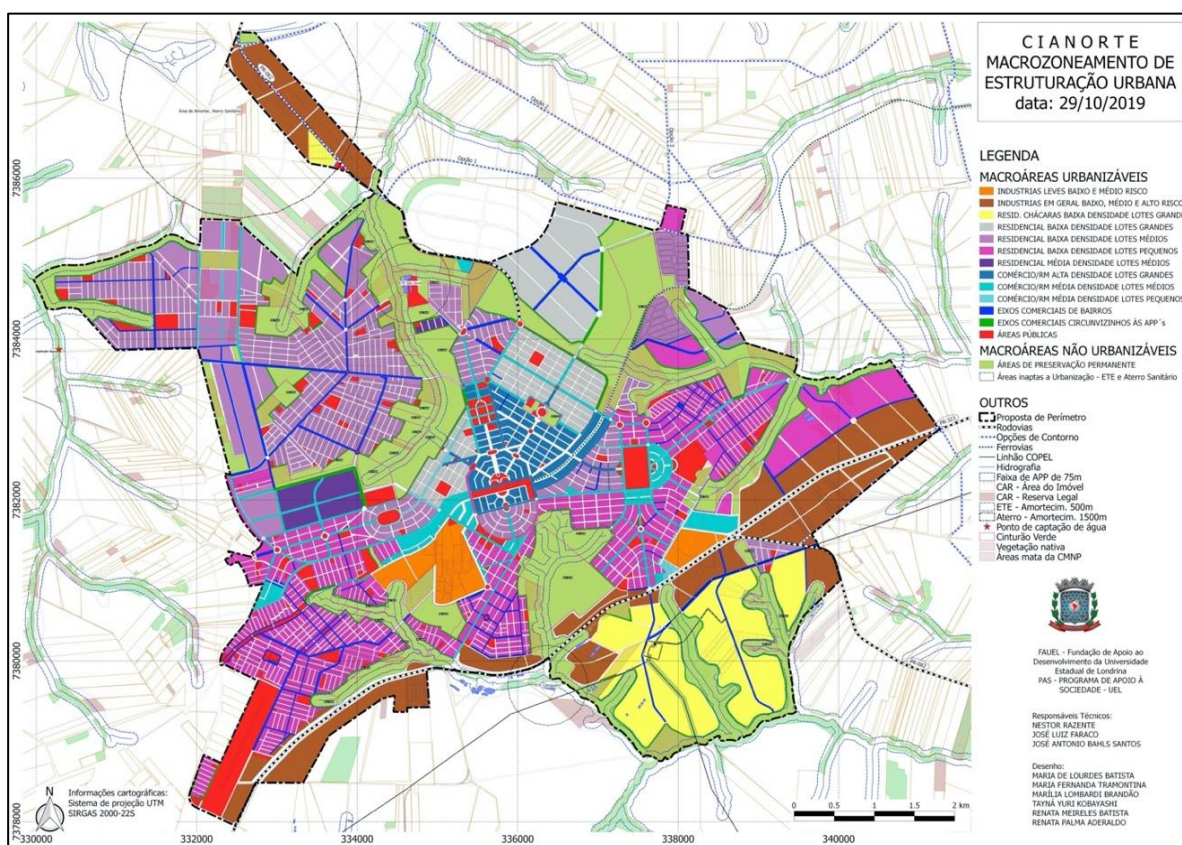 CIANORTE
MACROZONEAMENTO DE
ESTRUTURAÇÃO URBANA
data: 29/10/2019
LEGENDA
MACROÁREAS URBANIZÁVEIS
INDUSTRIAS LEVES BAIXO E MÉDIO RISCO
INDUSTRIAS EM GERAL BAIXO, MÉDIO E ALTO RISCO
RESID. CHÁCARAS BAIXA DENSIDADE LOTES GRANDE
RESIDENCIAL BAIXA DENSIDADE LOTES GRANDES
RESIDENCIAL BAIXA DENSIDADE LOTES MÉDIOS
RESIDENCIAL BAIXA DENSIDADE LOTES PEQUENOS
RESIDENCIAL MÉDIA DENSIDADE LOTES MÉDIOS
COMÉRCIO/RM ALTA DENSIDADE LOTES GRANDES
COMÉRCIO/RM MÉDIA DENSIDADE LOTES MÉDIOS
COMÉRCIO/RM MÉDIA DENSIDADE LOTES PEQUENOS
EIXOS COMERCIAIS DE BAIRROS
EIXOS COMERCIAIS CIRCUNVIZINHOS ÀS APP´s
ÁREAS PÚBLICAS
MACROÁREAS NÃO URBANIZÁVEIS
ÁREAS DE PRESERVAÇÃO PERMANENTE
Áreas inaptas a Urbanização - ETE e Aterro Sanitário
OUTROS
Proposta de Perímetro
Rodovias
Opções de Contorno
Ferrovias
Linhão COPEL
Hidrografia
Faixa de APP de 75m
CAR - Área do Imóvel
CAR - Reserva Legal
ETE - Amortecim. 500m
Aterro - Amortecim. 1500m
Ponto de captação de água
Cinturão Verde
Vegetação nativa
Áreas mata da CMNP
FAUEL - Fundação de Apoio ao
Desenvolvimento da Universidade
Estadual de Londrina
PAS - PROGRAMA DE APOIO À
SOCIEDADE - UEL
Responsáveis Técnicos:
NESTOR RAZENTE
JOSÉ LUIZ FARACO
JOSÉ ANTONIO BAHLS SANTOS
Desenho:
MARIA DE LOURDES BATISTA
MARIA FERNANDA TRAMONTINA
MARÍLIA LOMBARDI BRANDÃO
TAYNÁ YURI KOBAYASHI
RENATA MEIRELES BATISTA
RENATA PALMA ADERALDO
Opção 1
Opção 2
Opção 3
PR-323
7386000
7384000
7382000
7380000
7378000
330000
332000
334000
336000
338000
340000
N
Informações cartográficas:
Sistema de projeção UTM
SIRGAS 2000-22S
0 0.5 1 1.5 2 km